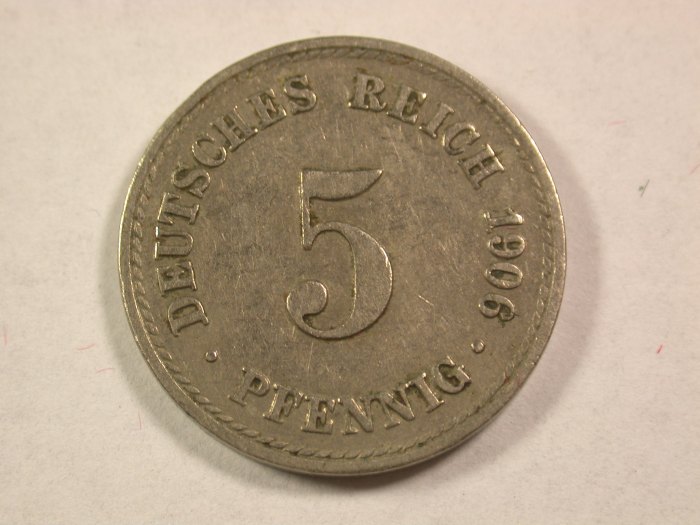 DEUTSCHES REICH 1906
5
· PFENNIG ·